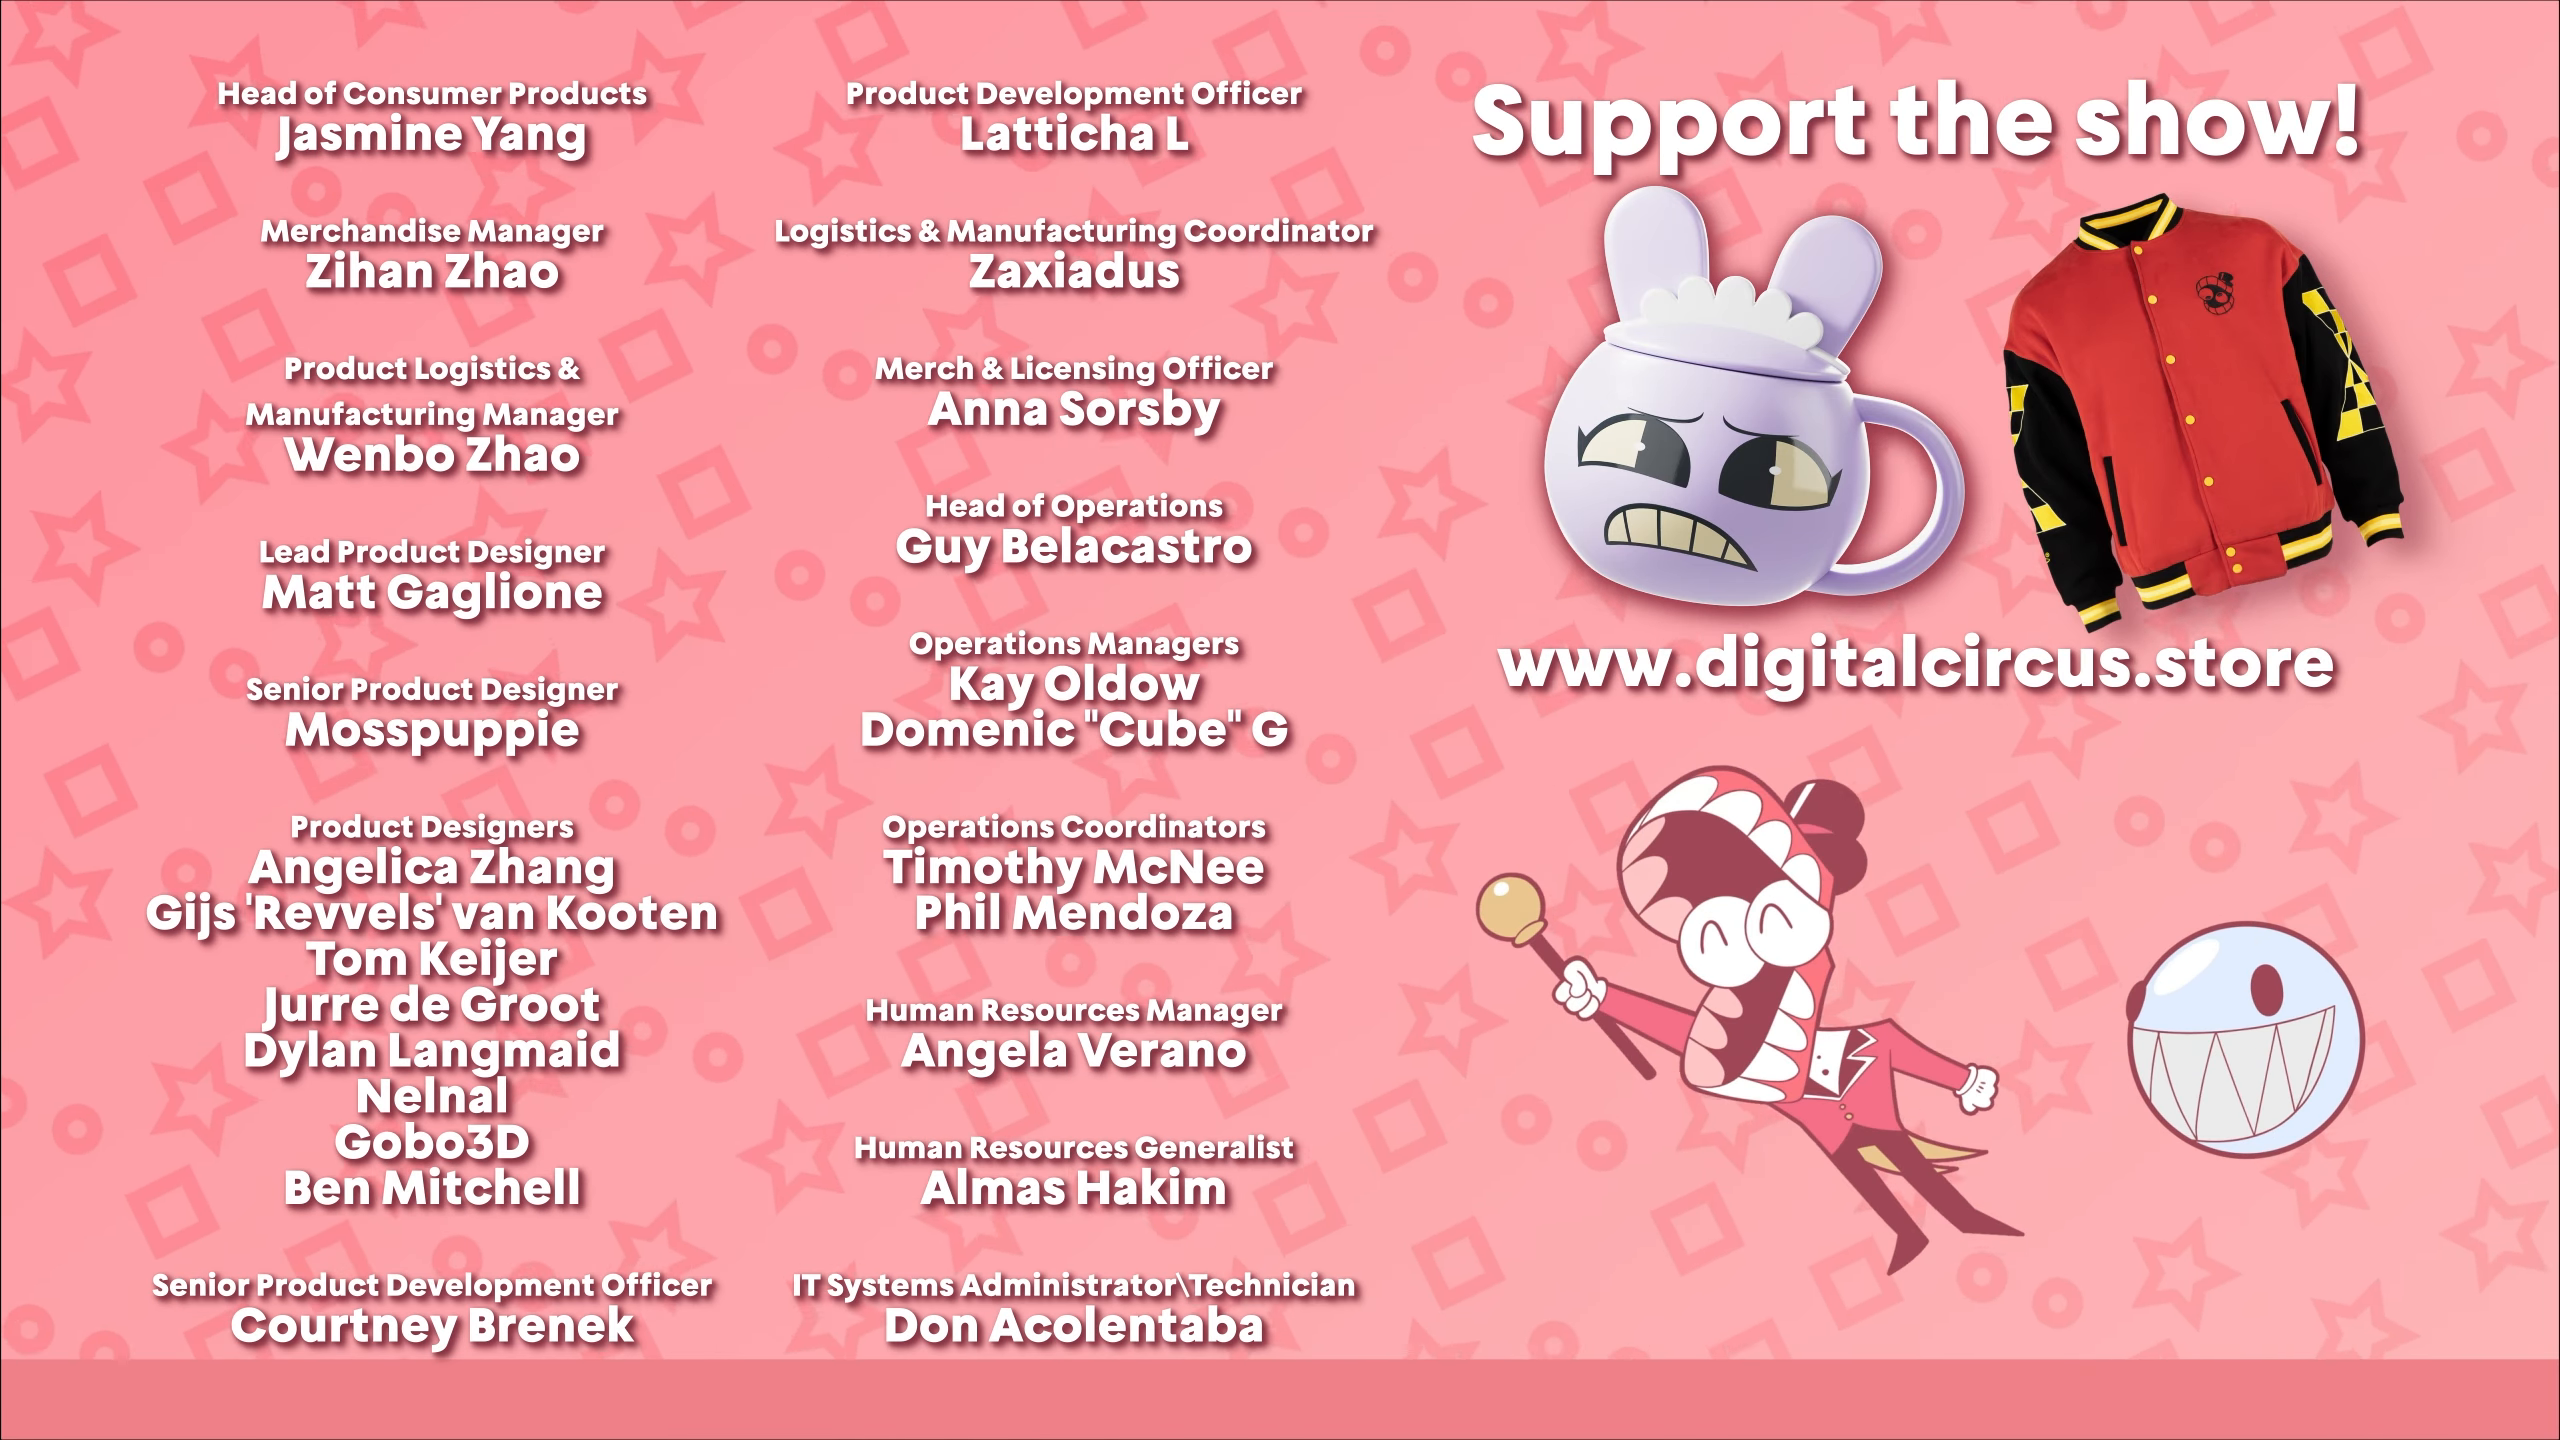 Head of Consumer Products
Jasmine Yang
Merchandise Manager
Zihan Zhao
Product Logistics &
Manufacturing Manager
Wenbo Zhao
Lead Product Designer
Matt Gaglione
Senior Product Designer
Mosspuppie
Product Designers
Angelica Zhang
Gijs 'Revvels' van Kooten
Tom Keijer
Jurre de Groot
Dylan Langmaid
Nelnal
Gobo3D
Ben Mitchell
Senior Product Development Officer
Courtney Brenek
Product Development Officer
Latticha L
Logistics & Manufacturing Coordinator
Zaxiadus
Merch & Licensing Officer
Anna Sorsby
Head of Operations
Guy Belacastro
Operations Managers
Kay Oldow
Domenic "Cube" G
Operations Coordinators
Timothy McNee
Phil Mendoza
Human Resources Manager
Angela Verano
Human Resources Generalist
Almas Hakim
IT Systems Administrator\Technician
Don Acolentaba
Support the show!
www.digitalcircus.store